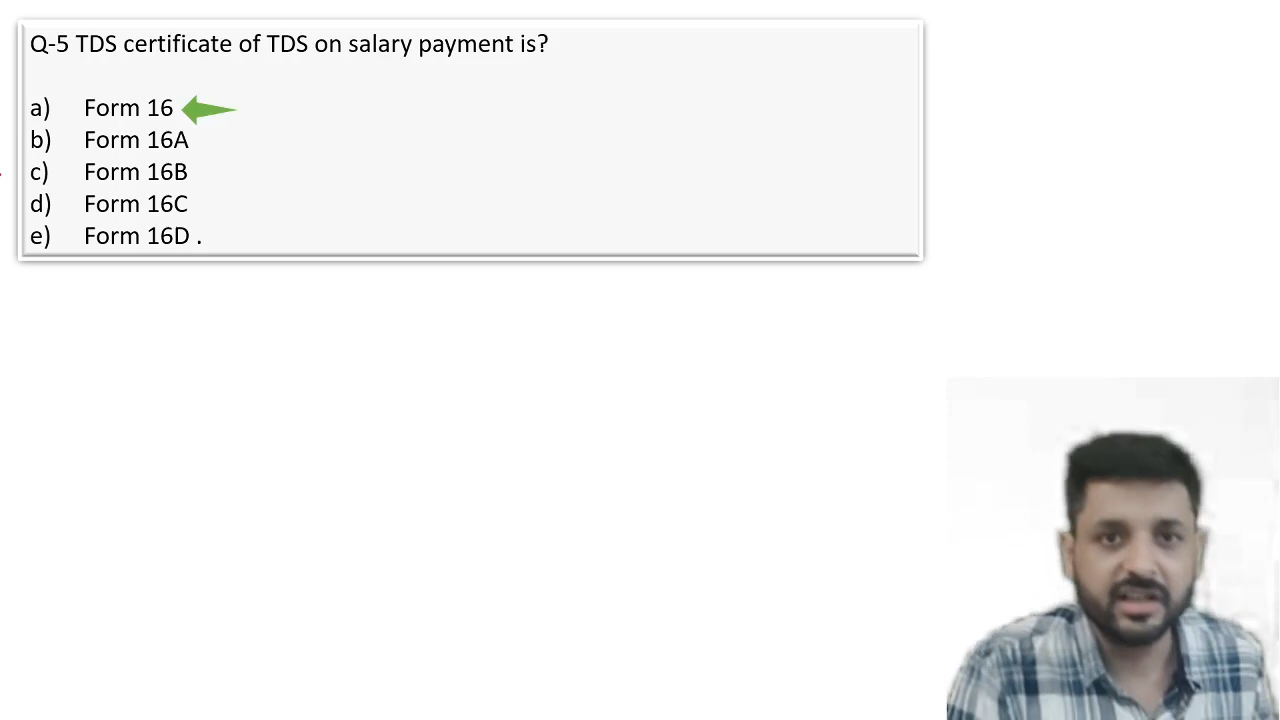 Q-5 TDS certificate of TDS on salary payment is?
a) Form 16
b) Form 16A
c) Form 16B
d) Form 16C
e) Form 16D .